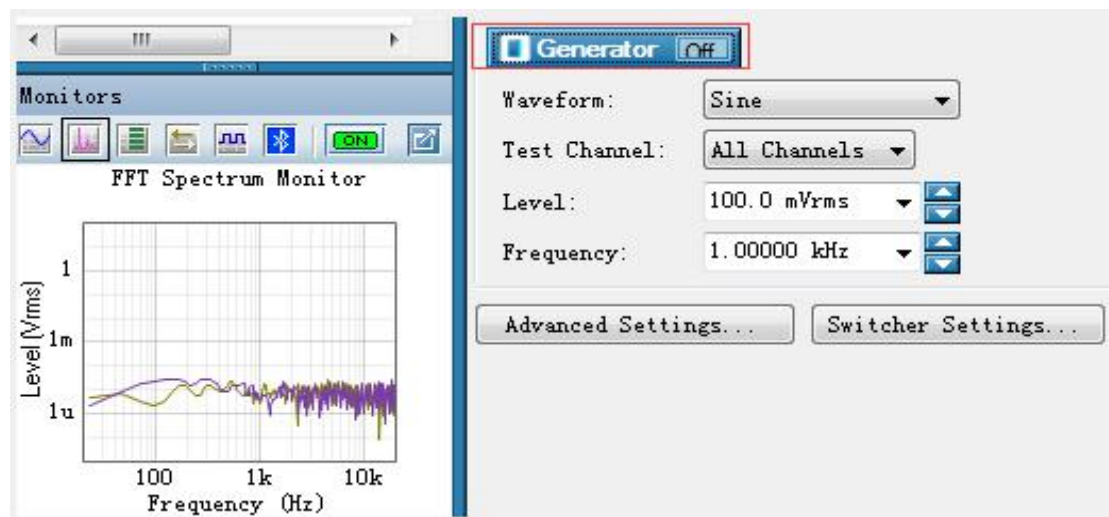 Generator Off
Monitors
ON
FFT Spectrum Monitor
Level (Vrms)
1
1m
1u
100 1k 10k
Frequency (Hz)
Waveform: Sine
Test Channel: All Channels
Level: 100.0 mVrms
Frequency: 1.00000 kHz
Advanced Settings... Switcher Settings...